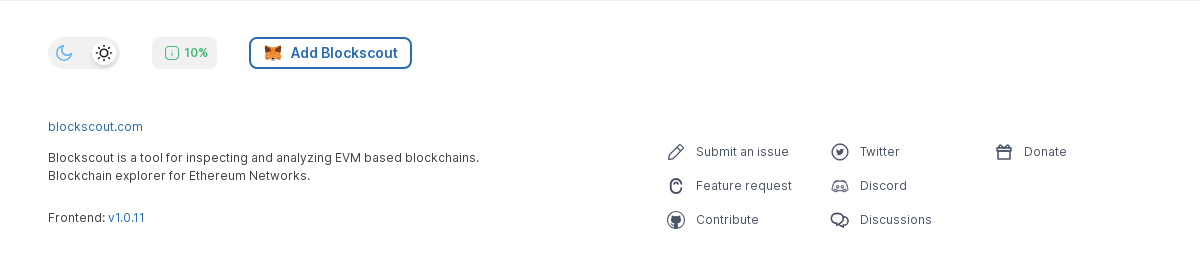 10%
Add Blockscout
blockscout.com
Blockscout is a tool for inspecting and analyzing EVM based blockchains.
Blockchain explorer for Ethereum Networks.
Frontend: v1.0.11
Submit an issue
Feature request
Contribute
Twitter
Discord
Discussions
Donate